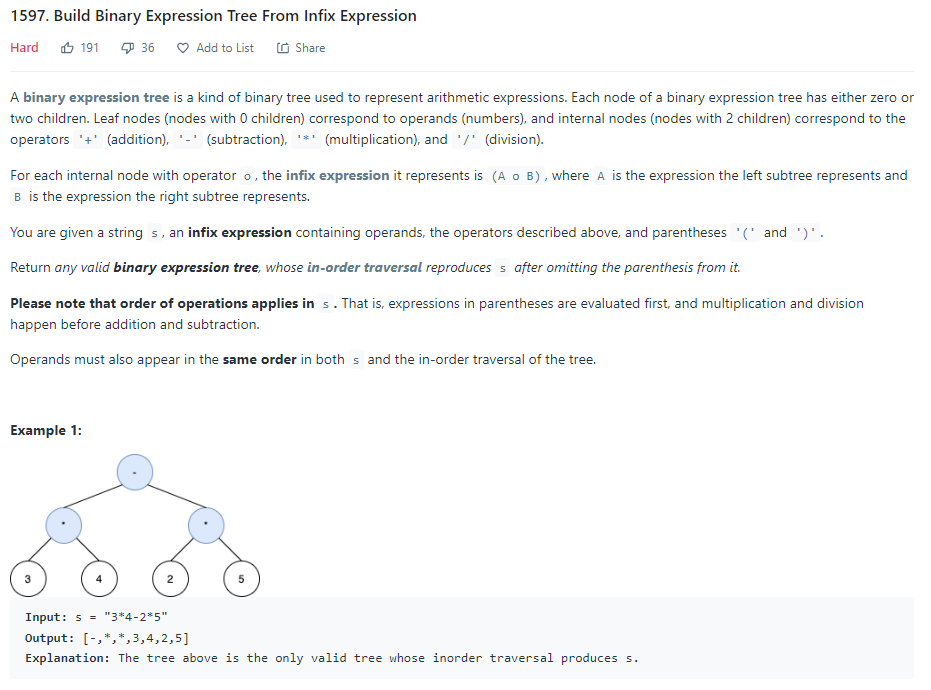 1597. Build Binary Expression Tree From Infix Expression
Hard 191 36 Add to List Share
A binary expression tree is a kind of binary tree used to represent arithmetic expressions. Each node of a binary expression tree has either zero or
two children. Leaf nodes (nodes with 0 children) correspond to operands (numbers), and internal nodes (nodes with 2 children) correspond to the
operators '+' (addition), '-' (subtraction), '*' (multiplication), and '/' (division).
For each internal node with operator o, the infix expression it represents is (A o B), where A is the expression the left subtree represents and
B is the expression the right subtree represents.
You are given a string s, an infix expression containing operands, the operators described above, and parentheses '(' and ')'.
Return any valid binary expression tree, whose in-order traversal reproduces s after omitting the parenthesis from it.
Please note that order of operations applies in s. That is, expressions in parentheses are evaluated first, and multiplication and division
happen before addition and subtraction.
Operands must also appear in the same order in both s and the in-order traversal of the tree.
Example 1:
-
* *
3 4 2 5
Input: s = "3*4-2*5"
Output: [-,*,*,3,4,2,5]
Explanation: The tree above is the only valid tree whose inorder traversal produces s.